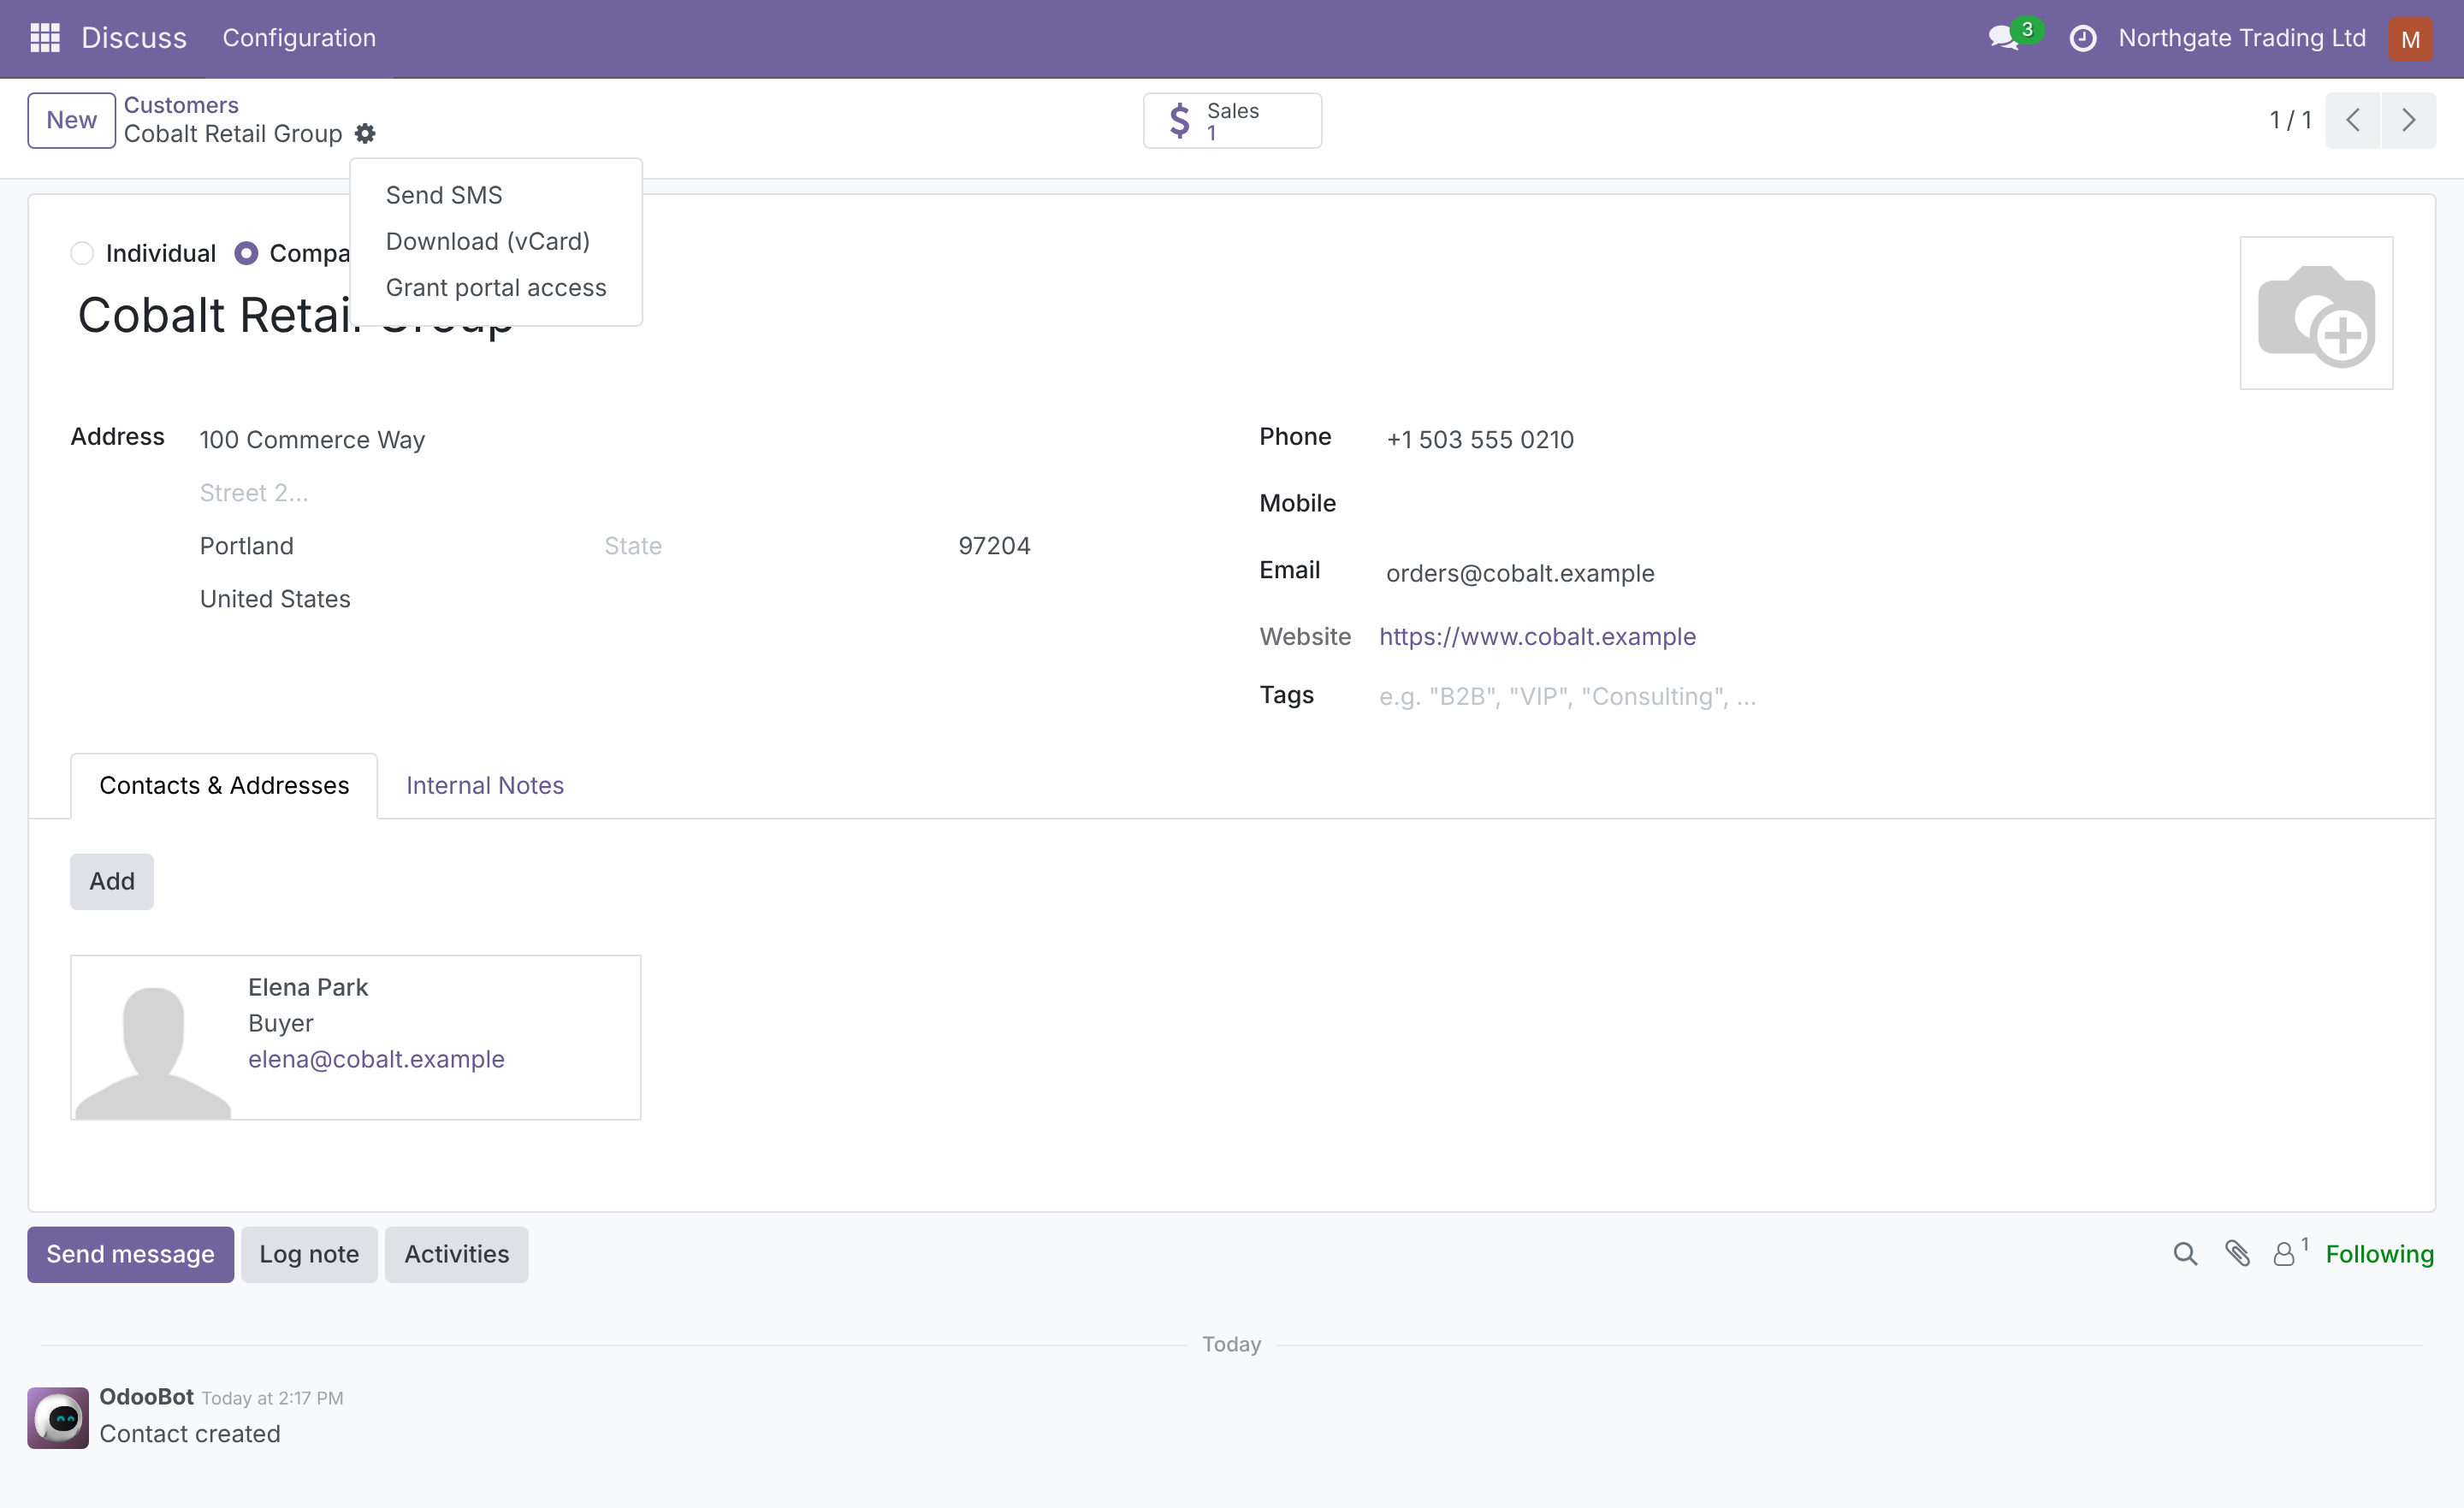 Discuss Configuration 3 Northgate Trading Ltd M
New Customers
Cobalt Retail Group
Sales
1
1 / 1
Send SMS
Download (vCard)
Grant portal access
Individual Compa
Cobalt Retail Group
Address 100 Commerce Way
Street 2...
Portland State 97204
United States
Phone +1 503 555 0210
Mobile
Email orders@cobalt.example
Website https://www.cobalt.example
Tags e.g. "B2B", "VIP", "Consulting", ...
Contacts & Addresses Internal Notes
Add
Elena Park
Buyer
elena@cobalt.example
Send message Log note Activities 1 Following
Today
OdooBot Today at 2:17 PM
Contact created